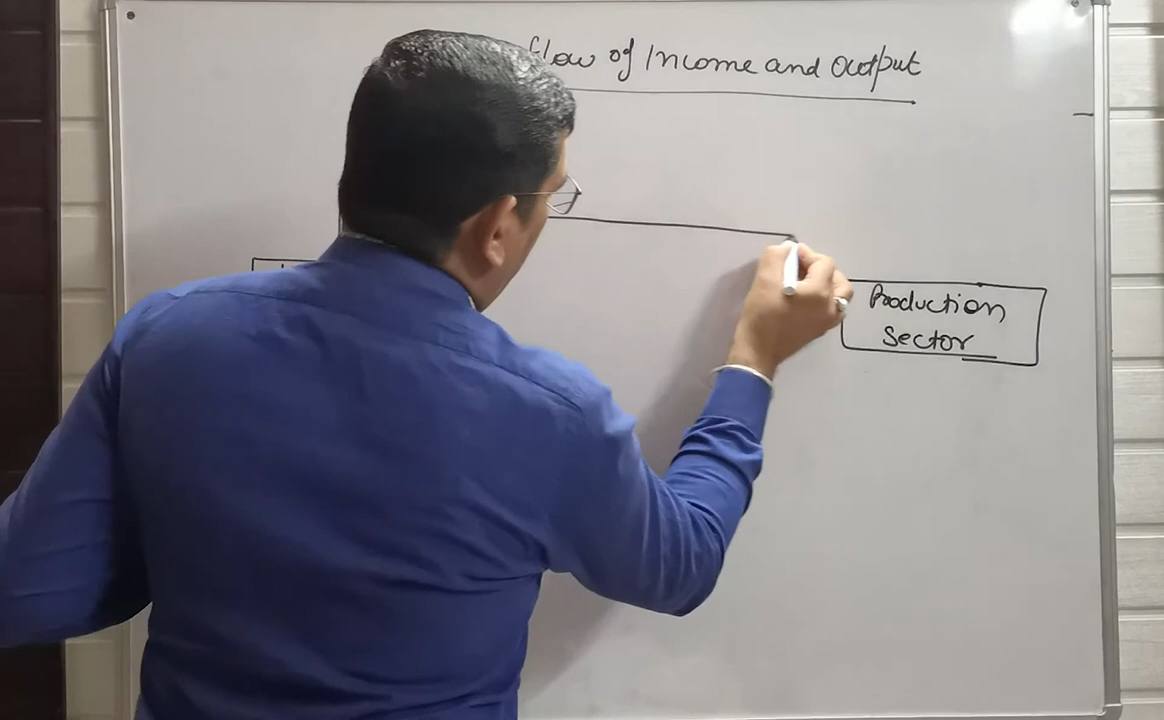 flow of Income and Output
Production
Sector